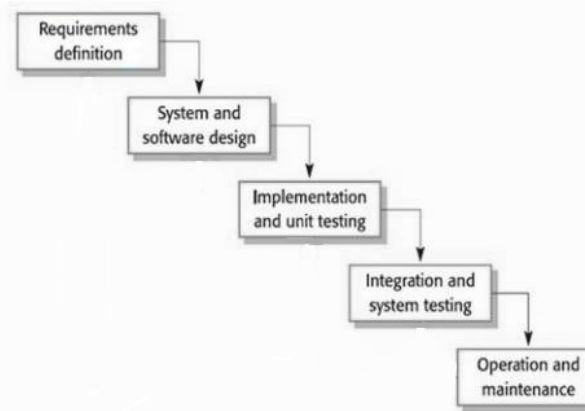 Requirements
definition
System and
software design
Implementation
and unit testing
Integration and
system testing
Operation and
maintenance